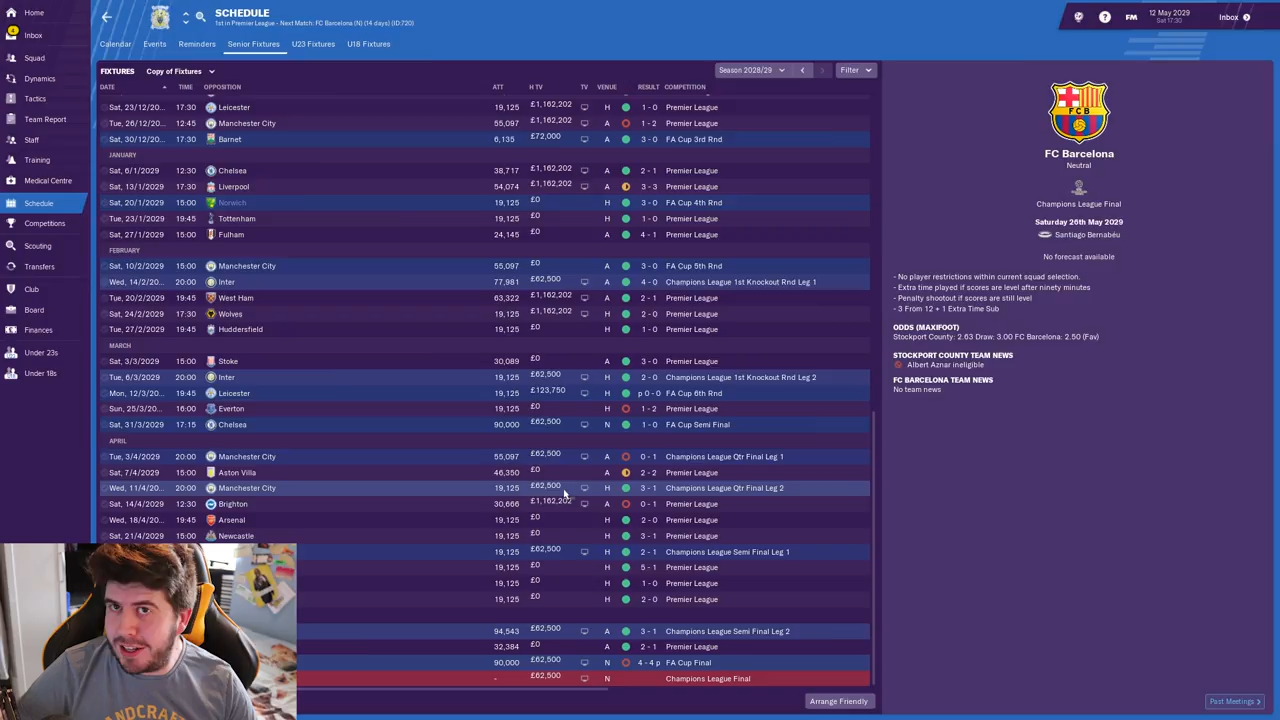 Home
4
Inbox
Squad
Dynamics
Tactics
Team Report
Staff
Training
Medical Centre
Schedule
Competitions
Scouting
Transfers
Club
Board
Finances
Under 23s
Under 18s
SCHEDULE
1st in Premier League - Next Match: FC Barcelona (N) (14 days) (ID:720)
Calendar Events Reminders Senior Fixtures U23 Fixtures U18 Fixtures
? FM 12 May 2029 Sat 17:30 Inbox
FIXTURES Copy of Fixtures Season 2028/29 Filter
DATE TIME OPPOSITION ATT H TV TV VENUE RESULT COMPETITION
Sat, 23/12/20... 17:30 Leicester 19,125 £1,162,202 H 1 - 0 Premier League
Tue, 26/12/20... 12:45 Manchester City 55,097 £1,162,202 A 1 - 2 Premier League
Sat, 30/12/20... 17:30 Barnet 6,135 £72,000 A 3 - 0 FA Cup 3rd Rnd
JANUARY
Sat, 6/1/2029 12:30 Chelsea 38,717 £1,162,202 A 2 - 1 Premier League
Sat, 13/1/2029 17:30 Liverpool 54,074 £1,162,202 A 3 - 3 Premier League
Sat, 20/1/2029 15:00 Norwich 19,125 £0 H 3 - 0 FA Cup 4th Rnd
Tue, 23/1/2029 19:45 Tottenham 19,125 £0 H 1 - 0 Premier League
Sat, 27/1/2029 15:00 Fulham 24,145 £0 A 4 - 1 Premier League
FEBRUARY
Sat, 10/2/2029 15:00 Manchester City 55,097 £0 A 3 - 0 FA Cup 5th Rnd
Wed, 14/2/20... 20:00 Inter 77,981 £62,500 A 4 - 0 Champions League 1st Knockout Rnd Leg 1
Tue, 20/2/2029 19:45 West Ham 63,322 £1,162,202 A 2 - 1 Premier League
Sat, 24/2/2029 17:30 Wolves 19,125 £1,162,202 H 2 - 0 Premier League
Tue, 27/2/2029 19:45 Huddersfield 19,125 £0 H 1 - 0 Premier League
MARCH
Sat, 3/3/2029 15:00 Stoke 30,089 £0 A 3 - 0 Premier League
Tue, 6/3/2029 20:00 Inter 19,125 £62,500 H 2 - 0 Champions League 1st Knockout Rnd Leg 2
Mon, 12/3/20... 19:45 Leicester 19,125 £123,750 H p 0 - 0 FA Cup 6th Rnd
Sun, 25/3/20... 16:00 Everton 19,125 £0 H 1 - 2 Premier League
Sat, 31/3/2029 17:15 Chelsea 90,000 £62,500 N 1 - 0 FA Cup Semi Final
APRIL
Tue, 3/4/2029 20:00 Manchester City 55,097 £62,500 A 0 - 1 Champions League Qtr Final Leg 1
Sat, 7/4/2029 15:00 Aston Villa 46,350 £0 A 2 - 2 Premier League
Wed, 11/4/20... 20:00 Manchester City 19,125 £62,500 H 3 - 1 Champions League Qtr Final Leg 2
Sat, 14/4/2029 12:30 Brighton 30,666 £1,162,202 A 0 - 1 Premier League
Wed, 18/4/20... 19:45 Arsenal 19,125 £0 H 2 - 0 Premier League
Sat, 21/4/2029 15:00 Newcastle 19,125 £0 H 3 - 1 Premier League
19,125 £62,500 H 2 - 1 Champions League Semi Final Leg 1
19,125 £0 H 5 - 1 Premier League
19,125 £0 H 1 - 0 Premier League
19,125 £0 H 2 - 0 Premier League
94,543 £62,500 A 3 - 1 Champions League Semi Final Leg 2
32,384 £0 A 2 - 1 Premier League
90,000 £62,500 N 4 - 4 p FA Cup Final
- £62,500 N Champions League Final
Arrange Friendly
FCB
FC Barcelona
Neutral
Champions League Final
Saturday 26th May 2029
Santiago Bernabéu
No forecast available
- No player restrictions within current squad selection.
- Extra time played if scores are level after ninety minutes
- Penalty shootout if scores are still level
- 3 From 12 + 1 Extra Time Sub
ODDS (MAXIFOOT)
Stockport County: 2.63 Draw: 3.00 FC Barcelona: 2.50 (Fav)
STOCKPORT COUNTY TEAM NEWS
Albert Aznar ineligible
FC BARCELONA TEAM NEWS
No team news
Past Meetings >